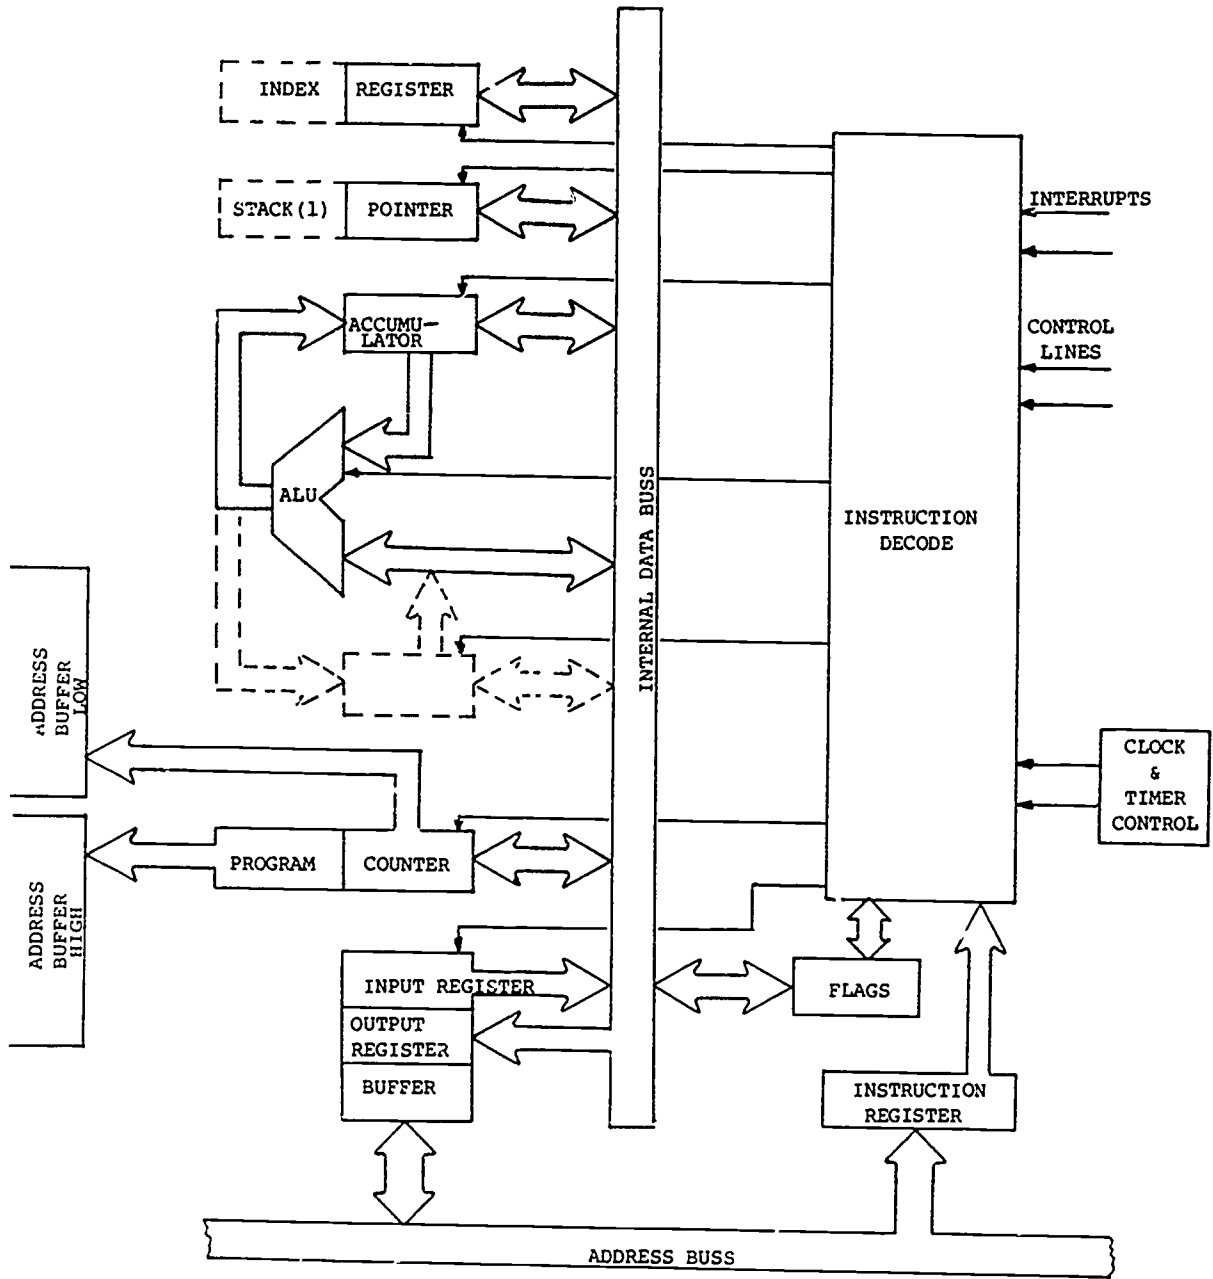 INDEX REGISTER
STACK(1) POINTER
INTERRUPTS
ACCUMU-
LATOR
CONTROL
LINES
ALU
INTERNAL DATA BUSS
INSTRUCTION
DECODE
ADDRESS
BUFFER
LOW
CLOCK
&
TIMER
CONTROL
PROGRAM COUNTER
ADDRESS
BUFFER
HIGH
INPUT REGISTER
FLAGS
OUTPUT
REGISTER
BUFFER
INSTRUCTION
REGISTER
ADDRESS BUSS